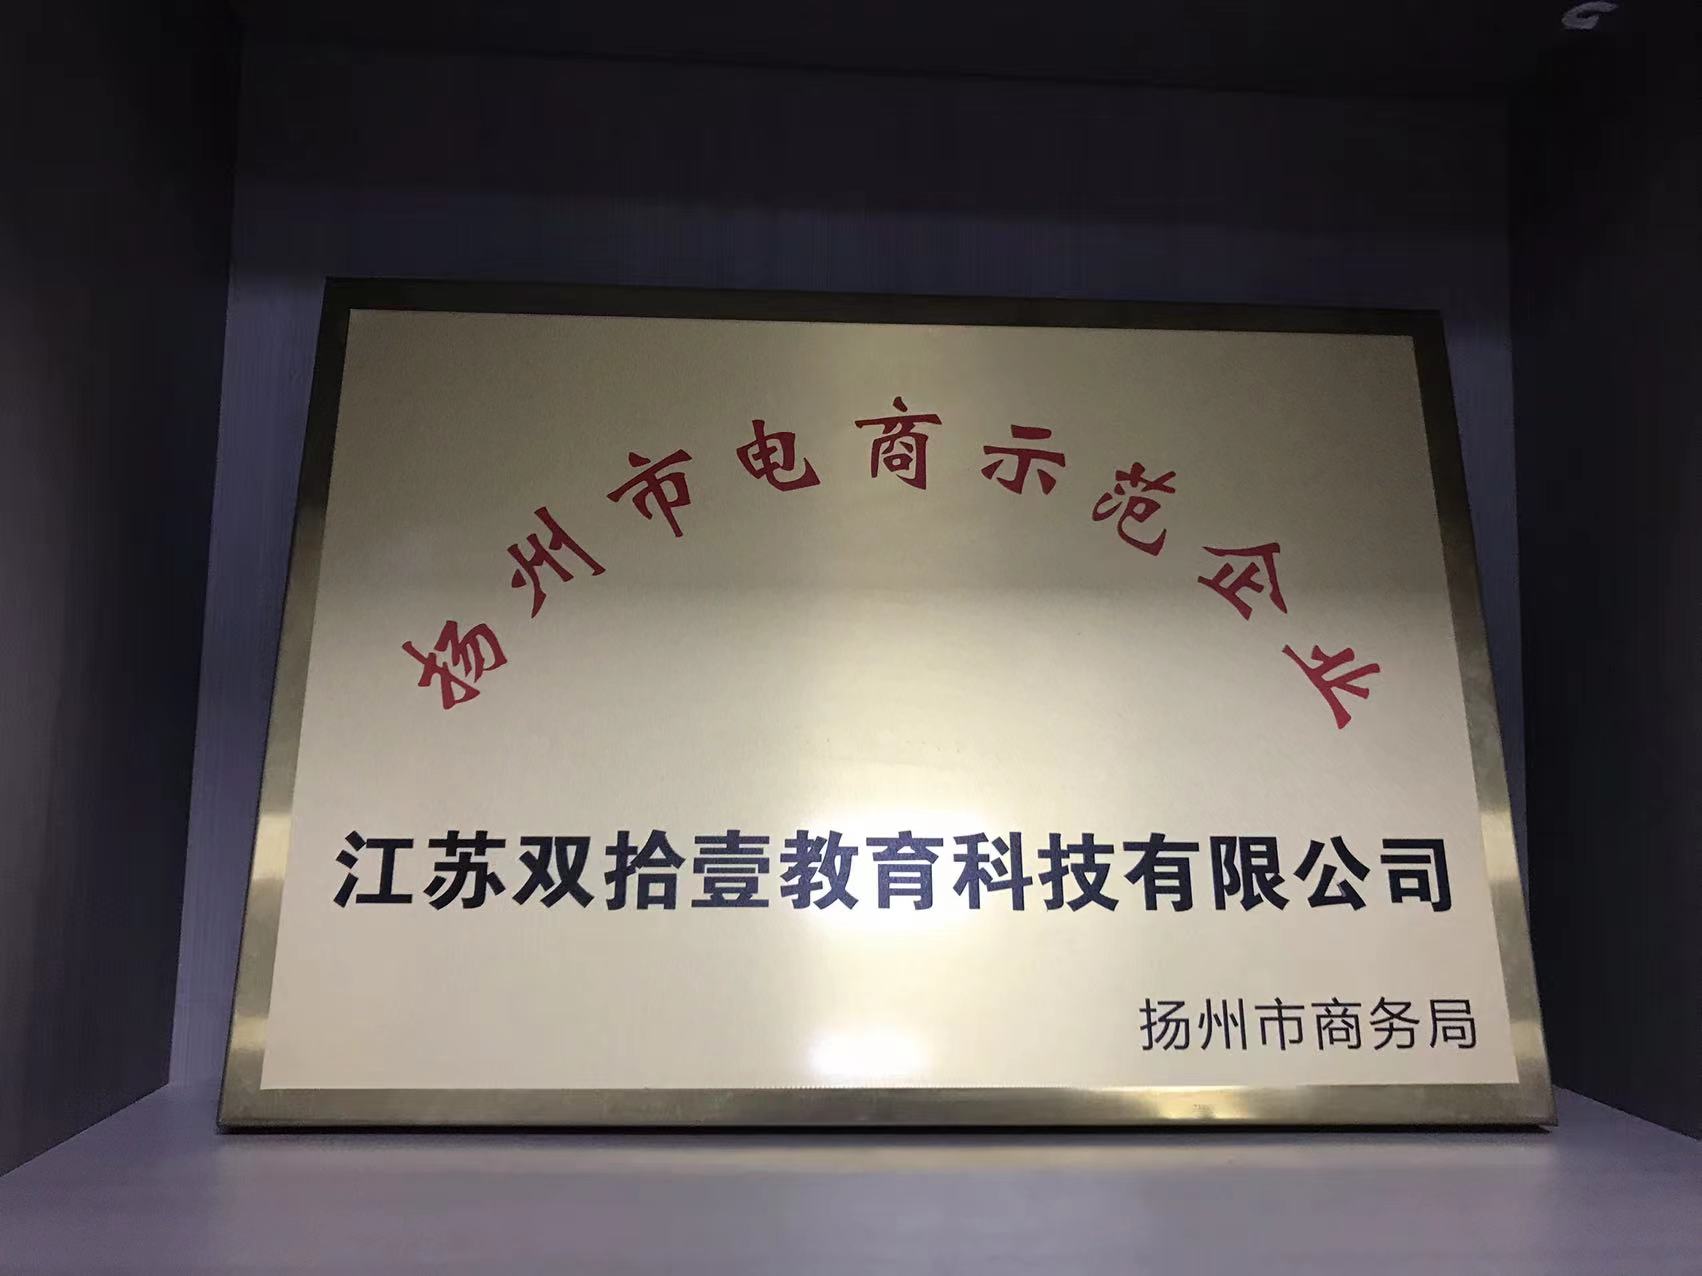 扬州市电商示范企业
江苏双拾壹教育科技有限公司
扬州市商务局